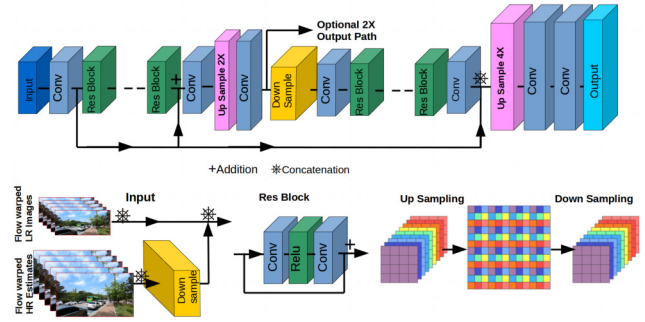 Optional 2X
Output Path
Input
Conv
Res Block
Res Block
+
Conv
Up Sample 2X
Conv
Down
Sample
Conv
Res Block
Res Block
Conv
Up Sample 4X
Conv
Conv
Output
+Addition ※Concatenation
Flow warped
LR images
Flow warped
HR Estimates
Input
Down
sample
Res Block
Conv
Relu
Conv
+
Up Sampling
Down Sampling